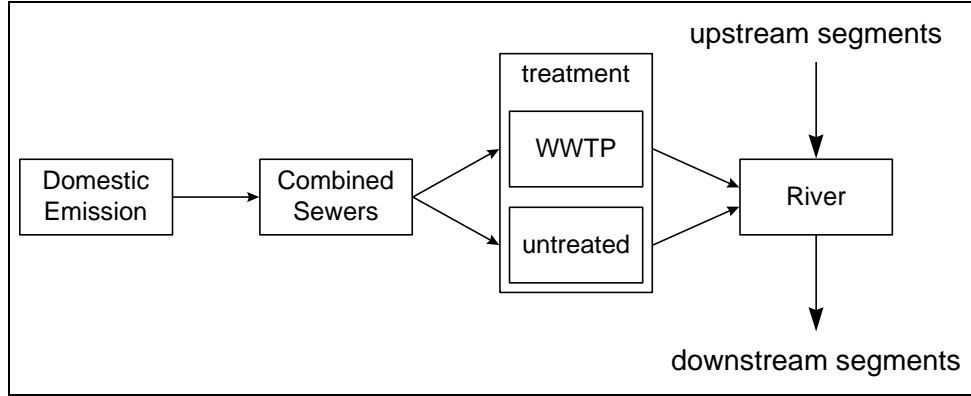 upstream segments
treatment
WWTP
Domestic
Emission
Combined
Sewers
River
untreated
downstream segments